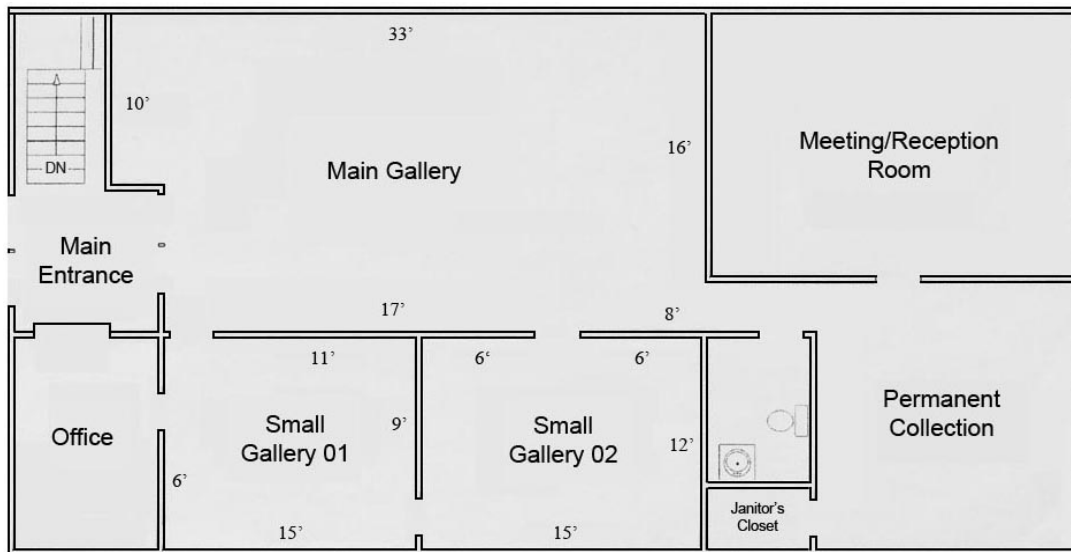 33’
10’
DN
Main Gallery
16’
Meeting/Reception
Room
Main
Entrance
17’
8’
11’
6‘
6’
Office
Small
Gallery 01
9’
Small
Gallery 02
12’
Permanent
Collection
6’
15’
15’
Janitor’s
Closet